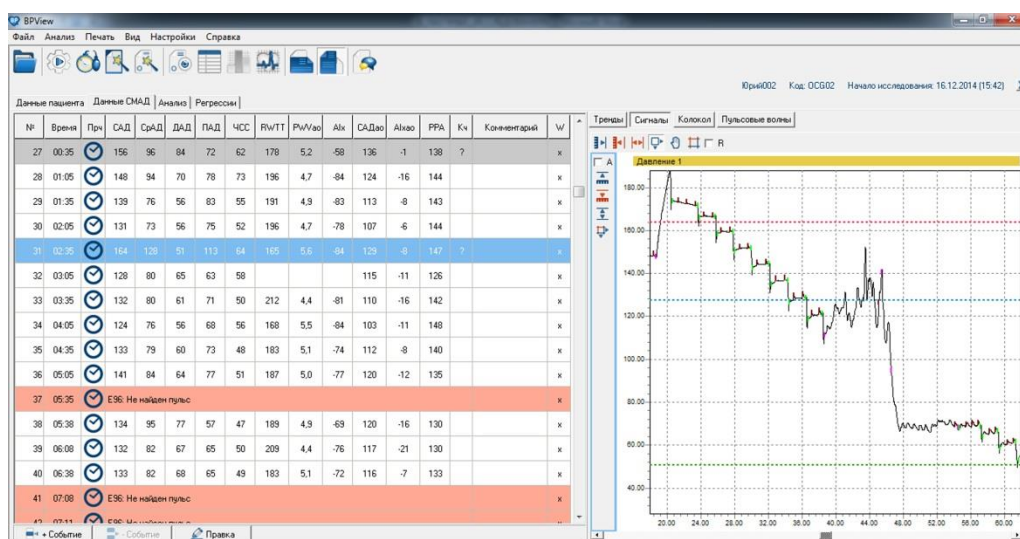 BPView
Файл Анализ Печать Вид Настройки Справка
Юрий002 Код: OCG02 Начало исследования: 16.12.2014 (15:42)
Данные пациента Данные СМАД Анализ Регрессии
№ Время Прч САД СрАД ДАД ПАД ЧСС RWTT PWVao AIx САДао AIxao PPA Кч Комментарий W
27 00:35 156 96 84 72 62 178 5,2 -58 136 -1 138 ? x
28 01:05 148 94 70 78 73 196 4,7 -84 124 -16 144 x
29 01:35 139 76 56 83 55 191 4,9 -83 113 -8 143 x
30 02:05 131 73 56 75 52 196 4,7 -78 107 -6 144 x
31 02:35 164 128 51 113 64 165 5,6 -84 129 -8 147 ? x
32 03:05 128 80 65 63 58 115 -11 126 x
33 03:35 132 80 61 71 50 212 4,4 -81 110 -16 142 x
34 04:05 124 76 56 68 56 168 5,5 -84 103 -11 148 x
35 04:35 133 79 60 73 48 183 5,1 -74 112 -8 140 x
36 05:05 141 84 64 77 51 187 5,0 -77 120 -12 135 x
37 05:35 E96: Не найден пульс x
38 05:38 134 95 77 57 47 189 4,9 -69 120 -16 130 x
39 06:08 132 82 67 65 50 209 4,4 -76 117 -21 130 x
40 06:38 133 82 68 65 49 183 5,1 -72 116 -7 133 x
41 07:08 E96: Не найден пульс x
42 07:11 E96: Не найден пульс
+ Событие - Событие Правка
Тренды Сигналы Колокол Пульсовые волны
R
A Давление 1
180.00
160.00
140.00
120.00
100.00
80.00
60.00
40.00
20.00 24.00 28.00 32.00 36.00 40.00 44.00 48.00 52.00 56.00 60.00